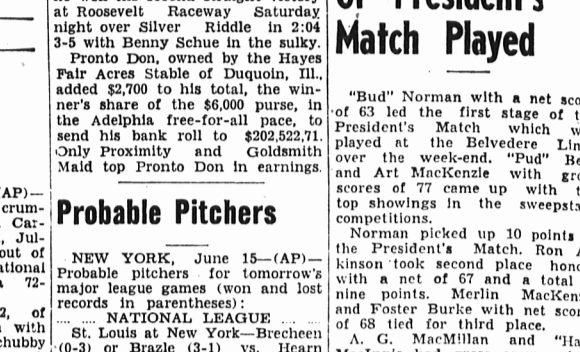 at Roosevelt Raceway Saturday
night over Silver Riddle in 2:04
3-5 with Benny Schue in the sulky.
Pronto Don, owned by the Hayes
Fair Acres Stable of Duquoin, Ill.,
added $2,700 to his total, the win-
ner's share of the $6,000 purse, in
the Adelphia free-for-all pace, to
send his bank roll to $202,522,71.
Only Proximity and Goldsmith
Maid top Pronto Don in earnings.
Probable Pitchers
NEW YORK, June 15—(AP)—
Probable pitchers for tomorrow's
major league games (won and lost
records in parentheses):
.... .... NATIONAL LEAGUE ....
St. Louis at New York—Brecheen
(0-3) or Brazle (3-1) vs. Hearn
President's
Match Played
"Bud" Norman with a net
of 63 led the first stage of
President's Match which
played at the Belvedere
over the week-end. "Pud"
and Art MacKenzie with
scores of 77 came up with
top showings in the
competitions.
Norman picked up 10 points
the President's Match. Ron
kinson took second place
with a net of 67 and a total
nine points. Merlin
and Foster Burke with net
of 68 tied for third place.
A. G. MacMillan and
(AP)—
crum-
Car-
, Jul-
out of
ational
72-
2, of
with
chubby